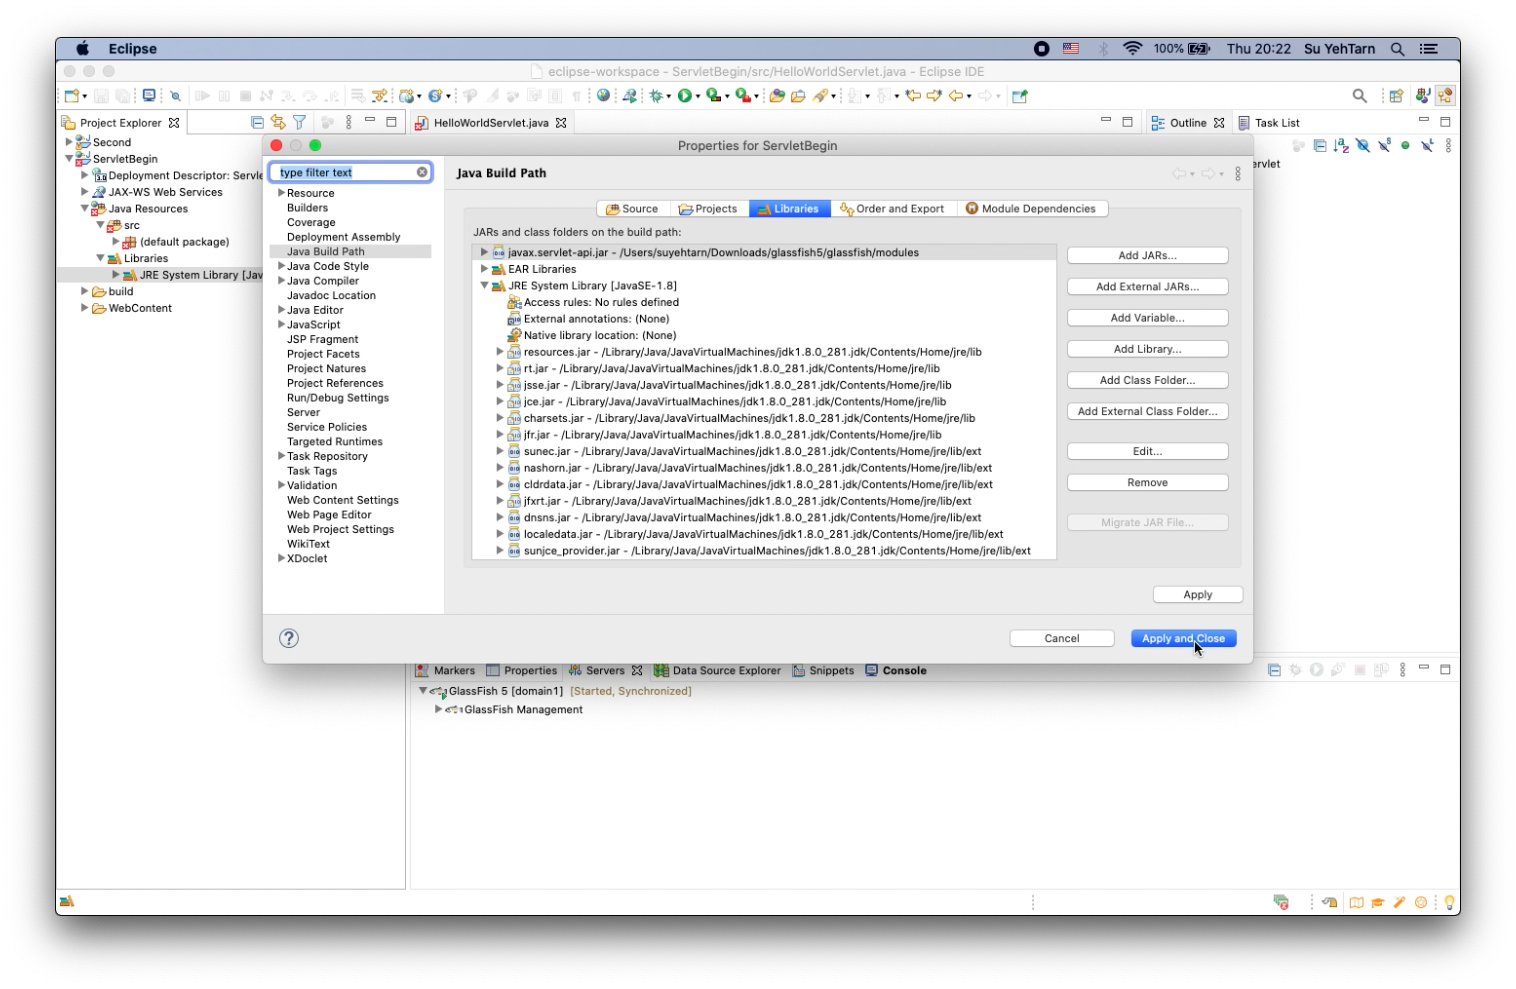 Eclipse
100%
Thu 20:22
Su YehTarn
eclipse-workspace - ServletBegin/src/HelloWorldServlet.java - Eclipse IDE
Project Explorer
HelloWorldServlet.java
Outline
Task List
Second
ServletBegin
Deployment Descriptor: Servle
JAX-WS Web Services
Java Resources
src
(default package)
Libraries
JRE System Library [Jav
build
WebContent
ervlet
Properties for ServletBegin
type filter text
Resource
Builders
Coverage
Deployment Assembly
Java Build Path
Java Code Style
Java Compiler
Javadoc Location
Java Editor
JavaScript
JSP Fragment
Project Facets
Project Natures
Project References
Run/Debug Settings
Server
Service Policies
Targeted Runtimes
Task Repository
Task Tags
Validation
Web Content Settings
Web Page Editor
Web Project Settings
WikiText
XDoclet
Java Build Path
Source
Projects
Libraries
Order and Export
Module Dependencies
JARs and class folders on the build path:
javax.servlet-api.jar - /Users/suyehtarn/Downloads/glassfish5/glassfish/modules
EAR Libraries
JRE System Library [JavaSE-1.8]
Access rules: No rules defined
External annotations: (None)
Native library location: (None)
resources.jar - /Library/Java/JavaVirtualMachines/jdk1.8.0_281.jdk/Contents/Home/jre/lib
rt.jar - /Library/Java/JavaVirtualMachines/jdk1.8.0_281.jdk/Contents/Home/jre/lib
jsse.jar - /Library/Java/JavaVirtualMachines/jdk1.8.0_281.jdk/Contents/Home/jre/lib
jce.jar - /Library/Java/JavaVirtualMachines/jdk1.8.0_281.jdk/Contents/Home/jre/lib
charsets.jar - /Library/Java/JavaVirtualMachines/jdk1.8.0_281.jdk/Contents/Home/jre/lib
jfr.jar - /Library/Java/JavaVirtualMachines/jdk1.8.0_281.jdk/Contents/Home/jre/lib
sunec.jar - /Library/Java/JavaVirtualMachines/jdk1.8.0_281.jdk/Contents/Home/jre/lib/ext
nashorn.jar - /Library/Java/JavaVirtualMachines/jdk1.8.0_281.jdk/Contents/Home/jre/lib/ext
cldrdata.jar - /Library/Java/JavaVirtualMachines/jdk1.8.0_281.jdk/Contents/Home/jre/lib/ext
jfxrt.jar - /Library/Java/JavaVirtualMachines/jdk1.8.0_281.jdk/Contents/Home/jre/lib/ext
dnsns.jar - /Library/Java/JavaVirtualMachines/jdk1.8.0_281.jdk/Contents/Home/jre/lib/ext
localedata.jar - /Library/Java/JavaVirtualMachines/jdk1.8.0_281.jdk/Contents/Home/jre/lib/ext
sunjce_provider.jar - /Library/Java/JavaVirtualMachines/jdk1.8.0_281.jdk/Contents/Home/jre/lib/ext
Add JARs...
Add External JARs...
Add Variable...
Add Library...
Add Class Folder...
Add External Class Folder...
Edit...
Remove
Migrate JAR File...
Apply
Cancel
Apply and Close
Markers
Properties
Servers
Data Source Explorer
Snippets
Console
GlassFish 5 [domain1] [Started, Synchronized]
GlassFish Management